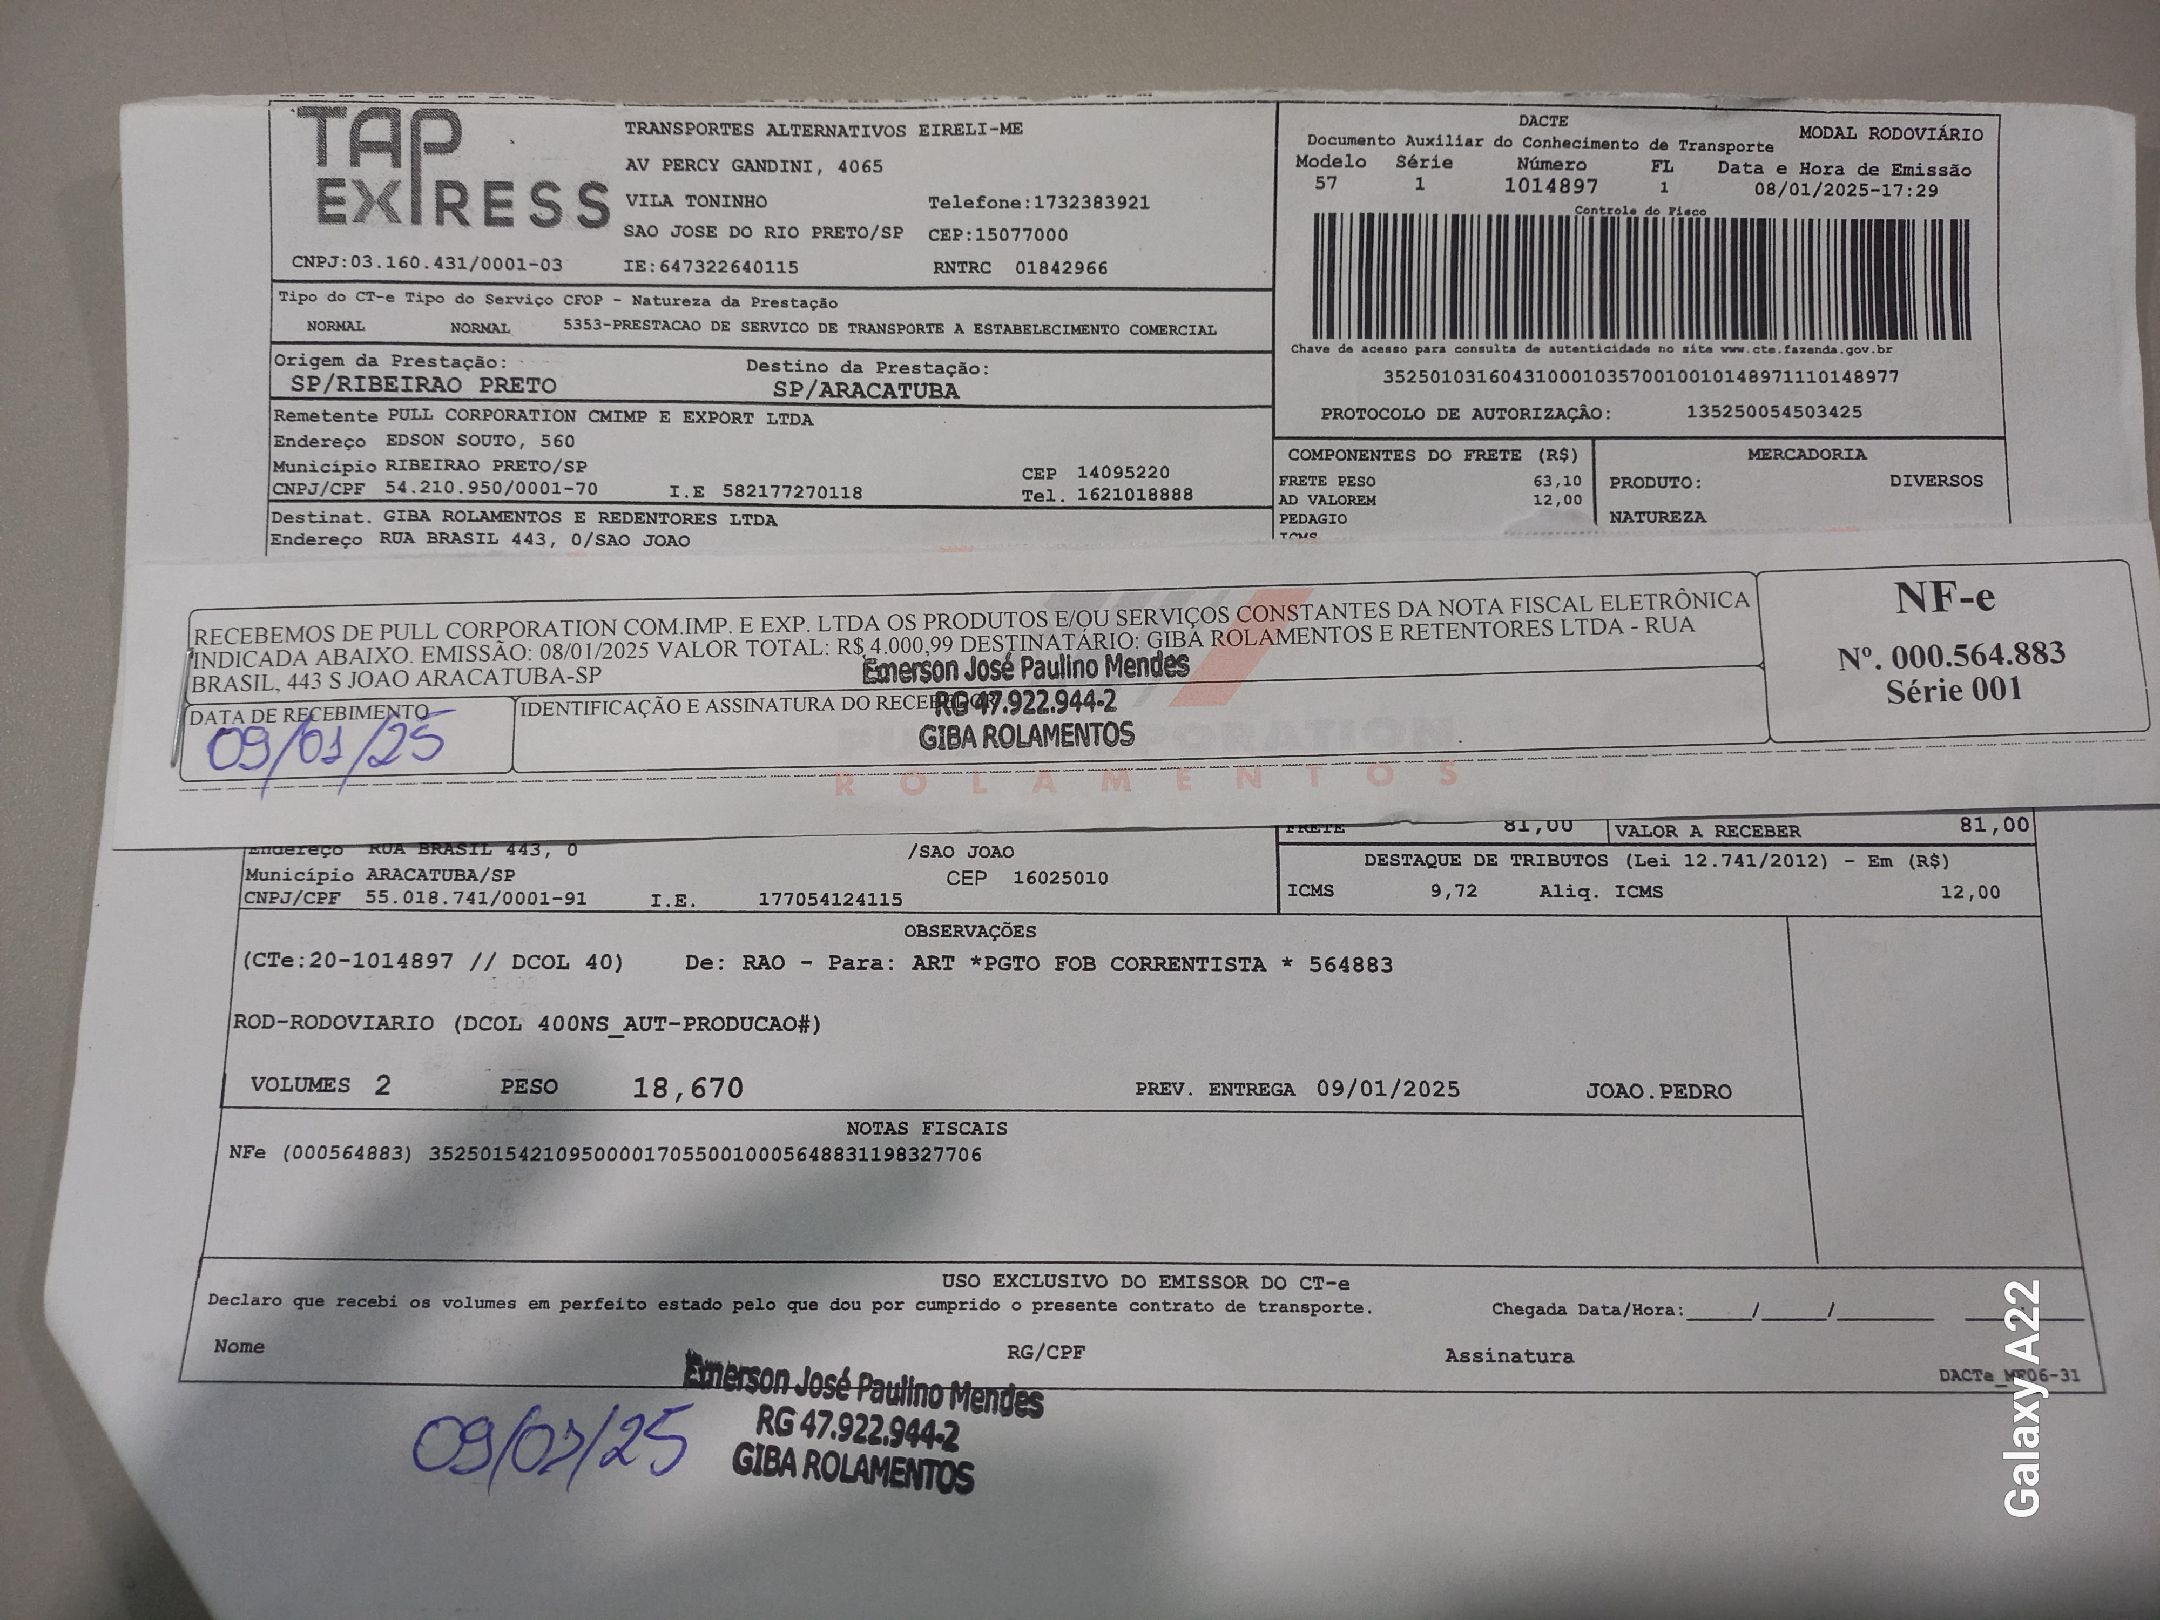 TAP EXPRESS
TRANSPORTES ALTERNATIVOS EIRELI-ME
AV PERCY GANDINI, 4065
VILA TONINHO Telefone:1732383921
SAO JOSE DO RIO PRETO/SP CEP:15077000
CNPJ:03.160.431/0001-03 IE:647322640115 RNTRC 01842966
DACTE
Documento Auxiliar do Conhecimento de Transporte MODAL RODOVIÁRIO
Modelo Série Número FL Data e Hora de Emissão
57 1 1014897 1 08/01/2025-17:29
Controle do Fisco
Chave de acesso para consulta de autenticidade no site www.cte.fazenda.gov.br
35250103160431000103570010010148971110148977
PROTOCOLO DE AUTORIZAÇÃO: 135250054503425
Tipo do CT-e Tipo do Serviço CFOP - Natureza da Prestação
NORMAL NORMAL 5353-PRESTACAO DE SERVICO DE TRANSPORTE A ESTABELECIMENTO COMERCIAL
Origem da Prestação: Destino da Prestação:
SP/RIBEIRAO PRETO SP/ARACATUBA
Remetente PULL CORPORATION CMIMP E EXPORT LTDA
Endereço EDSON SOUTO, 560
Município RIBEIRAO PRETO/SP CEP 14095220
CNPJ/CPF 54.210.950/0001-70 I.E 582177270118 Tel. 1621018888
Destinat. GIBA ROLAMENTOS E REDENTORES LTDA
Endereço RUA BRASIL 443, 0/SAO JOAO
COMPONENTES DO FRETE (R$) MERCADORIA
FRETE PESO 63,10 PRODUTO: DIVERSOS
AD VALOREM 12,00
PEDAGIO NATUREZA
ICMS
RECEBEMOS DE PULL CORPORATION COM.IMP. E EXP. LTDA OS PRODUTOS E/OU SERVIÇOS CONSTANTES DA NOTA FISCAL ELETRÔNICA
INDICADA ABAIXO. EMISSÃO: 08/01/2025 VALOR TOTAL: R$ 4.000,99 DESTINATÁRIO: GIBA ROLAMENTOS E RETENTORES LTDA - RUA
BRASIL, 443 S JOAO ARACATUBA-SP
NF-e
Nº. 000.564.883
Série 001
DATA DE RECEBIMENTO IDENTIFICAÇÃO E ASSINATURA DO RECEBEDOR
09/01/25
Emerson José Paulino Mendes
RG 47.922.944-2
GIBA ROLAMENTOS
PULL CORPORATION
ROLAMENTOS
FRETE 81,00 VALOR A RECEBER 81,00
Endereço RUA BRASIL 443, 0 /SAO JOAO
Município ARACATUBA/SP CEP 16025010
CNPJ/CPF 55.018.741/0001-91 I.E. 177054124115
DESTAQUE DE TRIBUTOS (Lei 12.741/2012) - Em (R$)
ICMS 9,72 Aliq. ICMS 12,00
OBSERVAÇÕES
(CTe:20-1014897 // DCOL 40) De: RAO - Para: ART *PGTO FOB CORRENTISTA * 564883
ROD-RODOVIARIO (DCOL 400NS_AUT-PRODUCAO#)
VOLUMES 2 PESO 18,670 PREV. ENTREGA 09/01/2025 JOAO.PEDRO
NOTAS FISCAIS
NFe (000564883) 35250154210950000170550010005648831198327706
USO EXCLUSIVO DO EMISSOR DO CT-e
Declaro que recebi os volumes em perfeito estado pelo que dou por cumprido o presente contrato de transporte. Chegada Data/Hora:____/____/____
Nome RG/CPF Assinatura
DACTe_MF06-31
Emerson José Paulino Mendes
RG 47.922.944-2
GIBA ROLAMENTOS
09/01/25
Galaxy A22